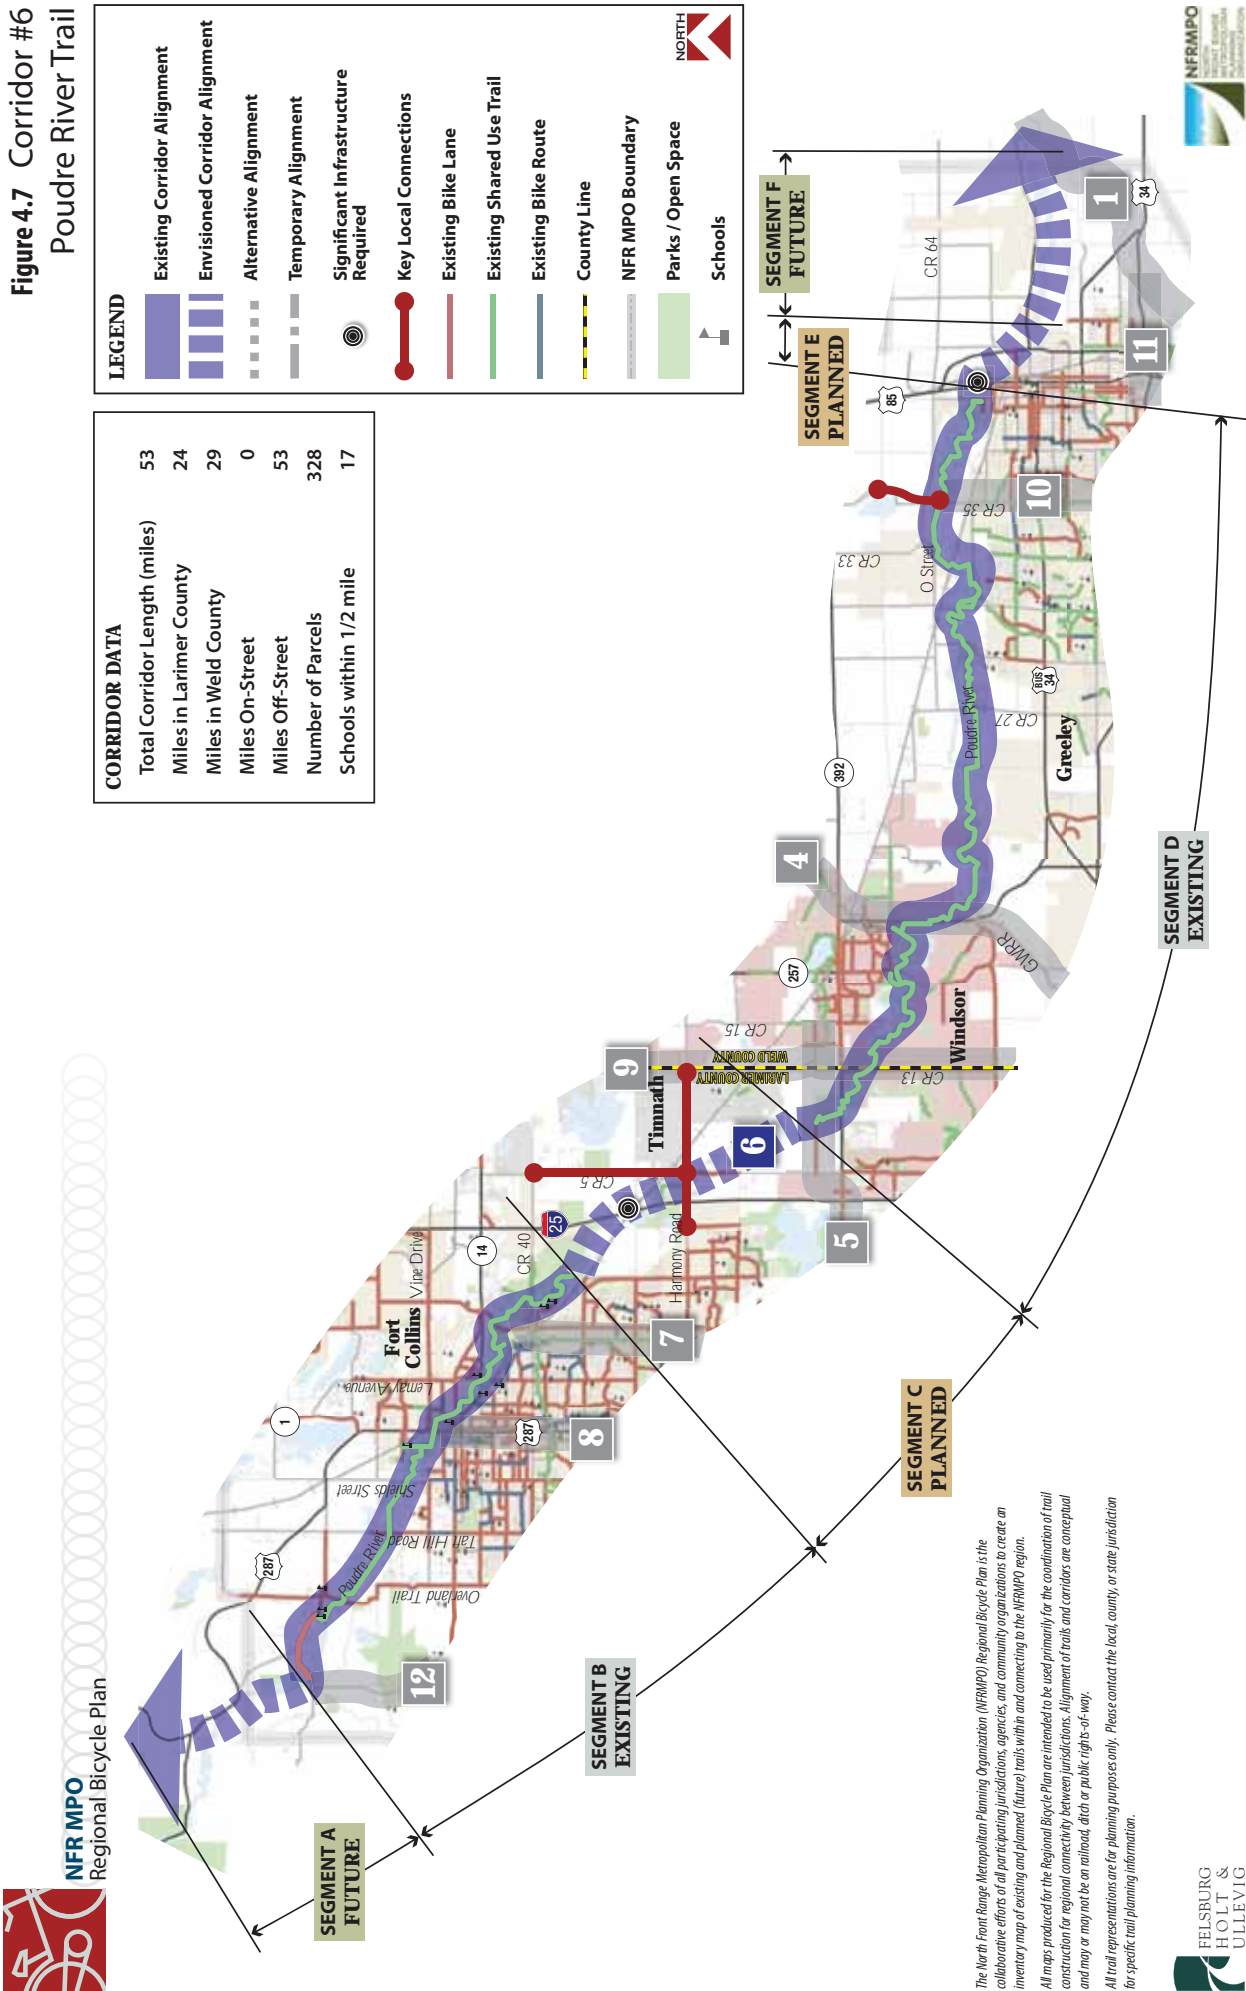 NFR MPO
Regional Bicycle Plan
Figure 4.7 Corridor #6
Poudre River Trail
LEGEND
Existing Corridor Alignment
Envisioned Corridor Alignment
Alternative Alignment
Temporary Alignment
Significant Infrastructure
Required
Key Local Connections
Existing Bike Lane
Existing Shared Use Trail
Existing Bike Route
County Line
NFR MPO Boundary
Parks / Open Space
Schools
NORTH
CORRIDOR DATA
Total Corridor Length (miles) 53
Miles in Larimer County 24
Miles in Weld County 29
Miles On-Street 0
Miles Off-Street 53
Number of Parcels 328
Schools within 1/2 mile 17
SEGMENT A
FUTURE
SEGMENT B
EXISTING
SEGMENT C
PLANNED
SEGMENT D
EXISTING
SEGMENT E
PLANNED
SEGMENT F
FUTURE
12
287
Overland Trail
Taft Hill Road
Poudre River
Shields Street
1
287
8
Lemay Avenue
Fort
Collins
7
Vine Drive
14
CR 40
25
Harmony Road
CR 5
5
6
Timnath
9
LARIMER COUNTY
WELD COUNTY
CR 13
CR 15
Windsor
257
GWRR
4
392
Poudre River
CR 27
Greeley
BUS
34
O Street
CR 33
CR 35
10
85
11
CR 64
1
34
The North Front Range Metropolitan Planning Organization (NFRMPO) Regional Bicycle Plan is the
collaborative efforts of all participating jurisdictions, agencies, and community organizations to create an
inventory map of existing and planned (future) trails within and connecting to the NFRMPO region.
All maps produced for the Regional Bicycle Plan are intended to be used primarily for the coordination of trail
construction for regional connectivity between jurisdictions. Alignment of trails and corridors are conceptual
and may or may not be on railroad, ditch or public rights-of-way.
All trail representations are for planning purposes only. Please contact the local, county, or state jurisdiction
for specific trail planning information.
FELSBURG
HOLT &
ULLEVIG
NFRMPO
NORTH
FRONT RANGE
METROPOLITAN
PLANNING
ORGANIZATION